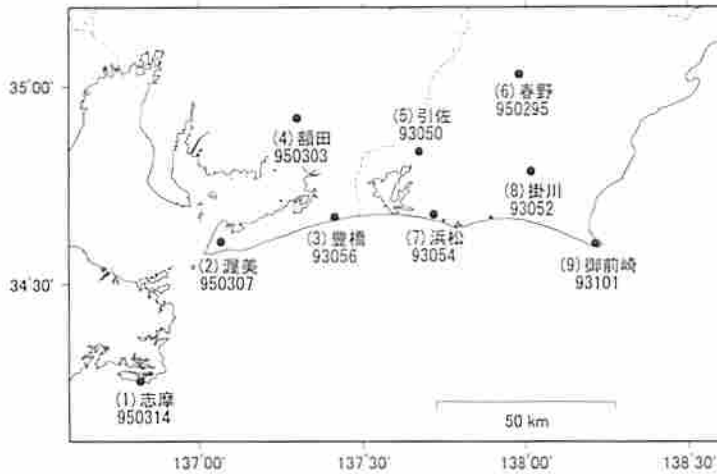 35°00'
34°30'
(6) 春野
950295
(5) 引佐
93050
(4) 額田
950303
(8) 掛川
93052
(3) 豊橋
93056
(7) 浜松
93054
(2) 渥美
950307
(9) 御前崎
93101
(1) 志摩
950314
50 km
137°00'
137°30'
138°00'
138°30'